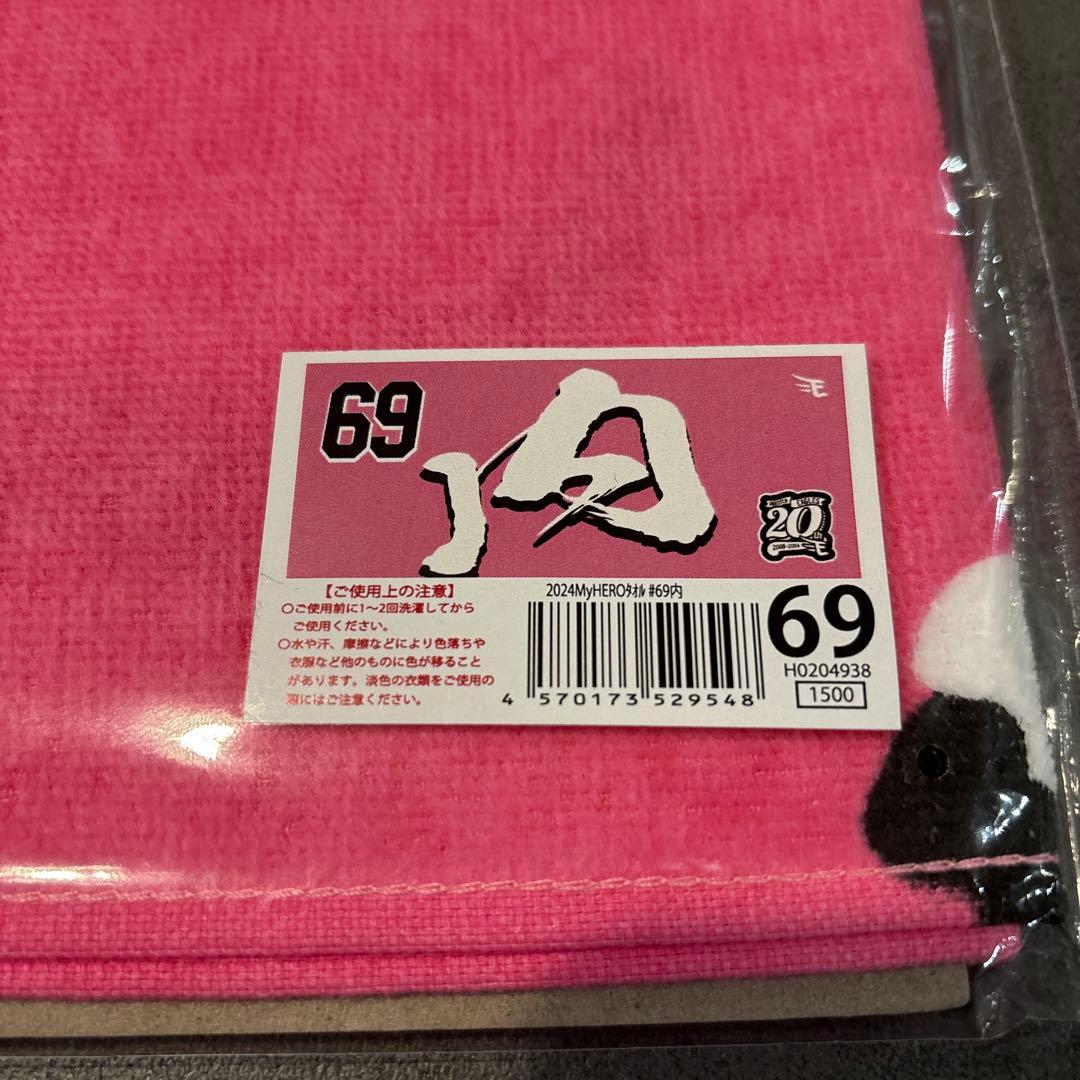 69
内
E
EAGLES
20th
【ご使用上の注意】
○ご使用前に1〜2回洗濯してから
ご使用ください。
○水や汗、摩擦などにより色落ちや
衣服など他のものに色が移ること
があります。淡色の衣類をご使用の
際にはご注意ください。
2024MyHEROﾀｵﾙ #69内
4 570173 529548
69
H0204938
1500